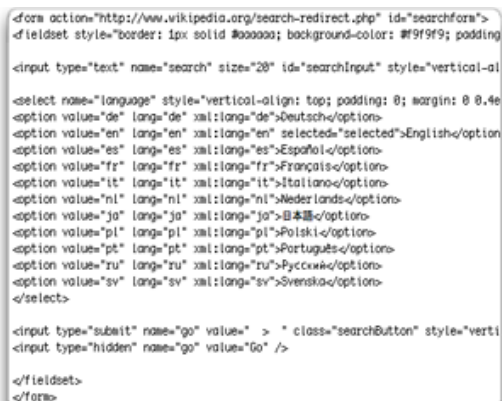 <form action="http://www.wikipedia.org/search-redirect.php" id="searchform">
<fieldset style="border: 1px solid #aaaaaa; background-color: #f9f9f9; padding
<input type="text" name="search" size="20" id="searchInput" style="vertical-al
<select name="language" style="vertical-align: top; padding: 0; margin: 0 0.4e
<option value="de" lang="de" xml:lang="de">Deutsch</option>
<option value="en" lang="en" xml:lang="en" selected="selected">English</option
<option value="es" lang="es" xml:lang="es">Español</option>
<option value="fr" lang="fr" xml:lang="fr">Français</option>
<option value="it" lang="it" xml:lang="it">Italiano</option>
<option value="nl" lang="nl" xml:lang="nl">Nederlands</option>
<option value="ja" lang="ja" xml:lang="ja">日本語</option>
<option value="pl" lang="pl" xml:lang="pl">Polski</option>
<option value="pt" lang="pt" xml:lang="pt">Português</option>
<option value="ru" lang="ru" xml:lang="ru">Русский</option>
<option value="sv" lang="sv" xml:lang="sv">Svenska</option>
</select>
<input type="submit" name="go" value="  >  " class="searchButton" style="verti
<input type="hidden" name="go" value="Go" />
</fieldset>
</form>